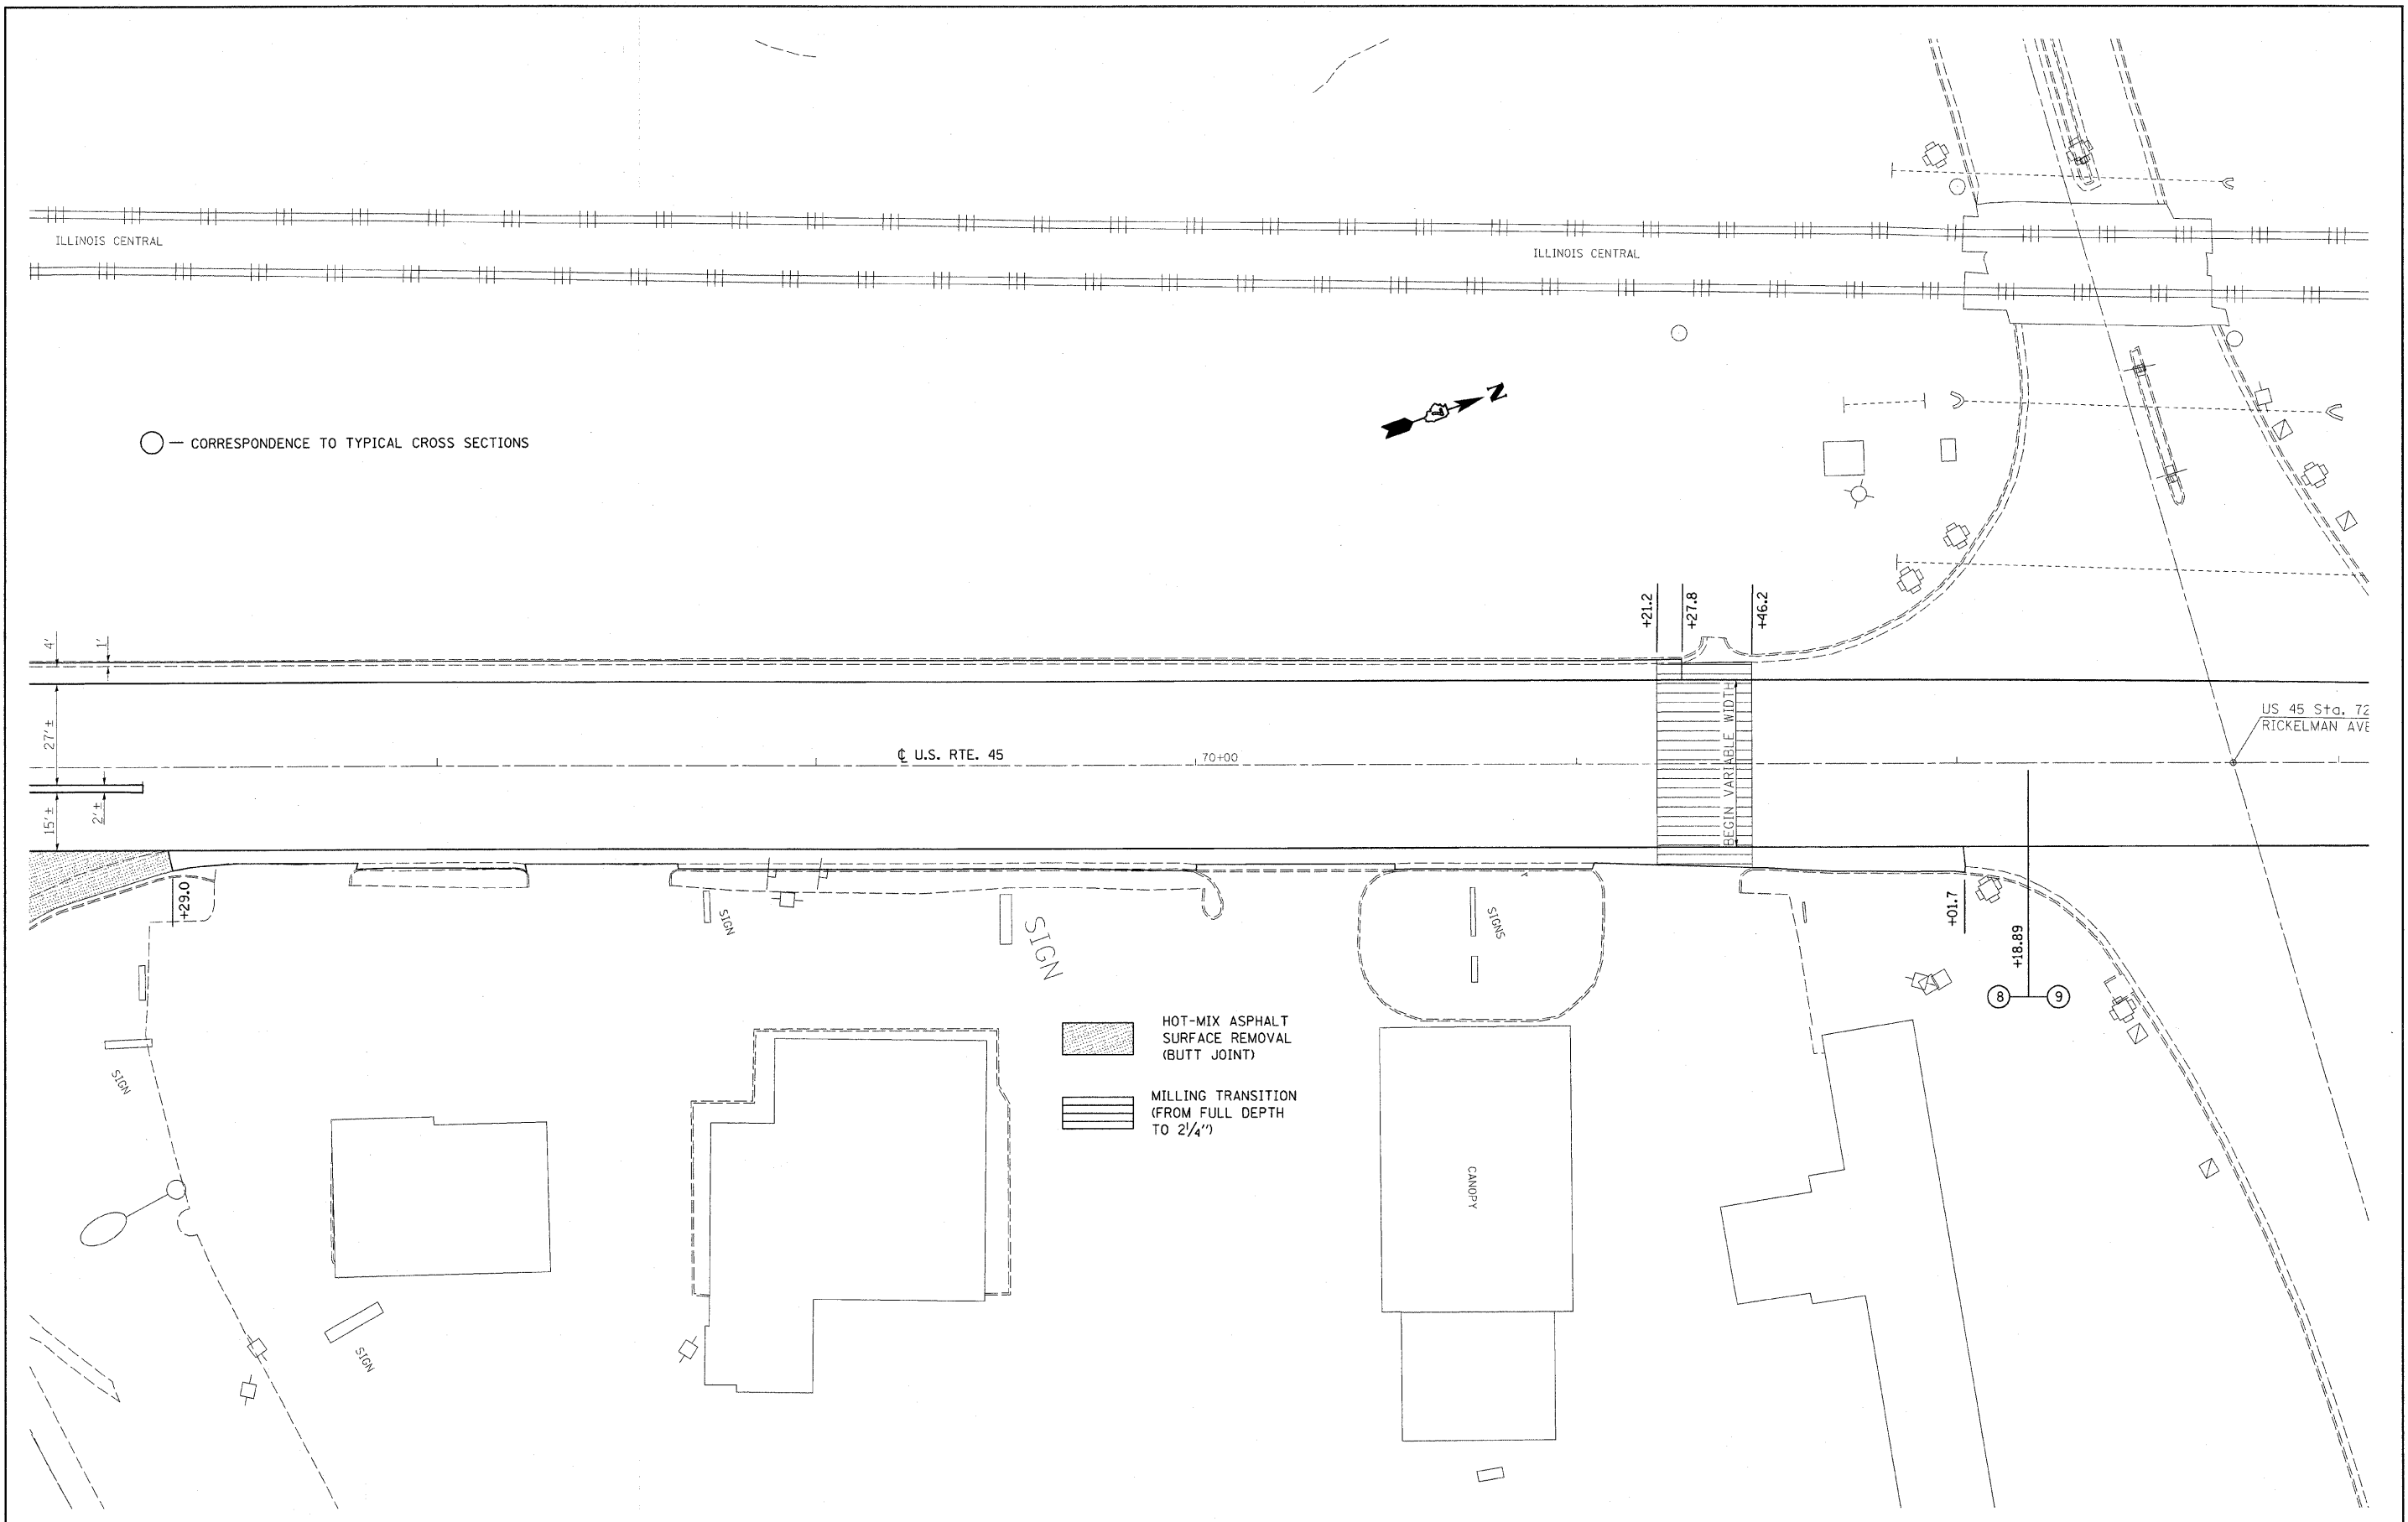 ILLINOIS CENTRAL
ILLINOIS CENTRAL
N
— CORRESPONDENCE TO TYPICAL CROSS SECTIONS
+21.2
+27.8
+46.2
4'
1'
27'±
15'±
2'±
℄ U.S. RTE. 45
70+00
BEGIN VARIABLE WIDTH
US 45 Sta. 72
RICKELMAN AVE
+29.0
SIGN
SIGN
SIGNS
+01.7
+18.89
8
9
SIGN
HOT-MIX ASPHALT
SURFACE REMOVAL
(BUTT JOINT)
MILLING TRANSITION
(FROM FULL DEPTH
TO 2 1/4")
CANOPY
SIGN